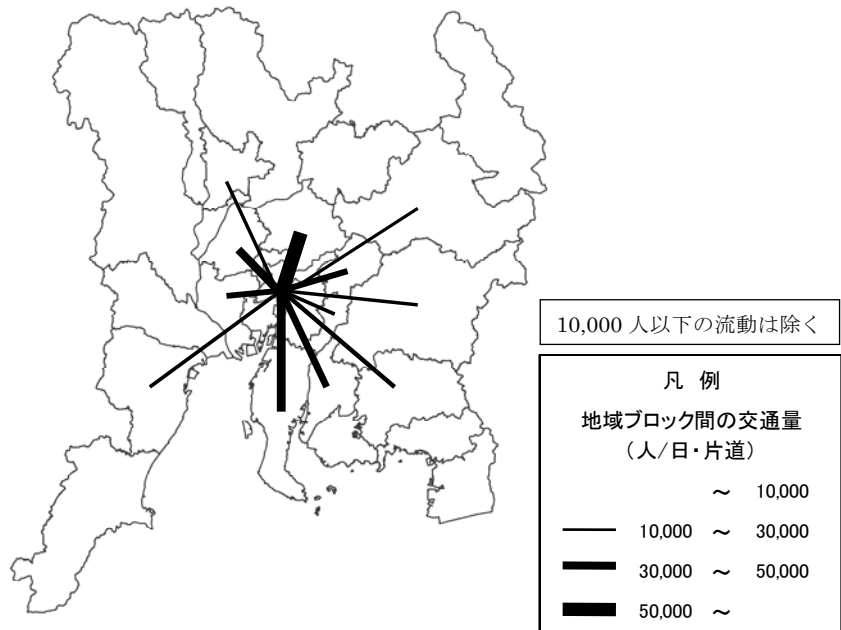 10,000 人以下の流動は除く
凡 例
地域ブロック間の交通量
（人/日・片道）
～ 10,000
10,000 ～ 30,000
30,000 ～ 50,000
50,000 ～